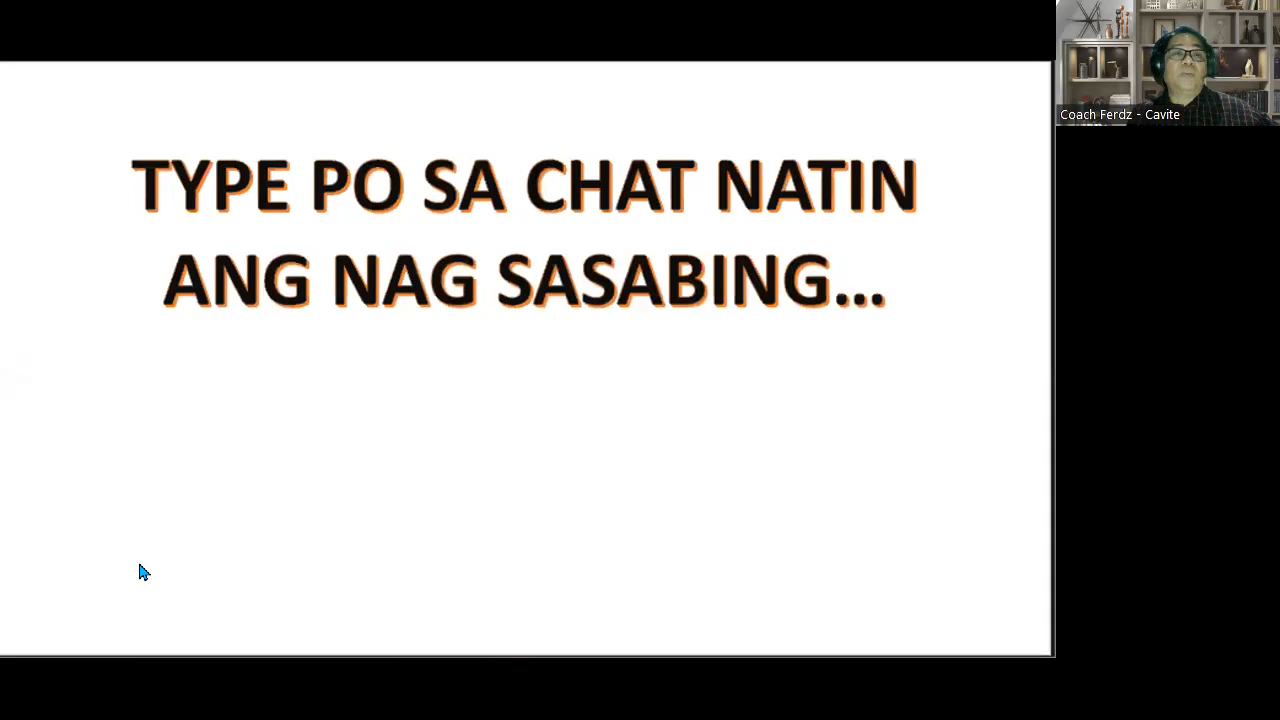 TYPE PO SA CHAT NATIN
ANG NAG SASABING...
Coach Ferdz - Cavite